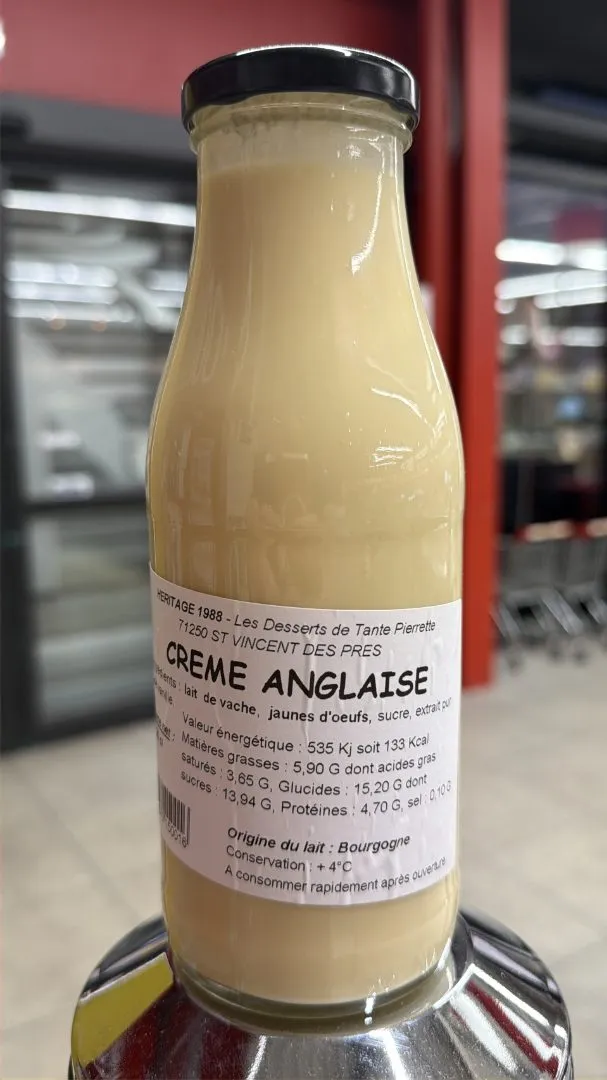 HERITAGE 1988 - Les Desserts de Tante Pierrette
71250 ST VINCENT DES PRES
CREME ANGLAISE
: lait de vache, jaunes d'oeufs, sucre, extrait pur
Valeur énergétique : 535 Kj soit 133 Kcal
Matières grasses : 5,90 G dont acides gras
saturés : 3,65 G, Glucides : 15,20 G dont
sucres : 13,94 G, Protéines : 4,70 G, sel : 0,10 G
Origine du lait : Bourgogne
Conservation : + 4°C
A consommer rapidement après ouverture